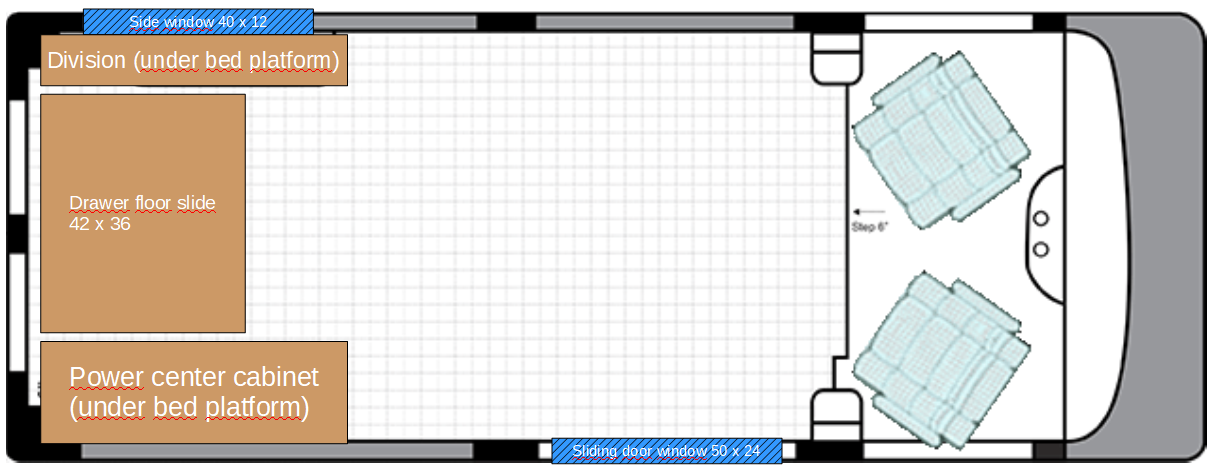 Side window 40 x 12
Division (under bed platform)
Drawer floor slide
42 x 36
Step 6"
Power center cabinet
(under bed platform)
Sliding door window 50 x 24